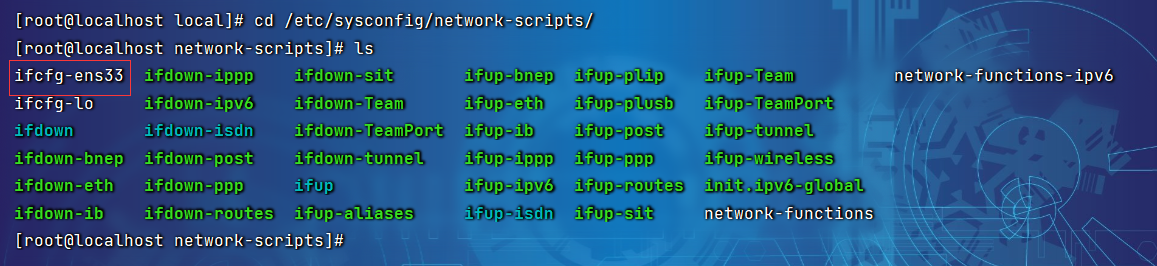 [root@localhost local]# cd /etc/sysconfig/network-scripts/
[root@localhost network-scripts]# ls
ifcfg-ens33 ifdown-ippp ifdown-sit ifup-bnep ifup-plip ifup-Team network-functions-ipv6
ifcfg-lo ifdown-ipv6 ifdown-Team ifup-eth ifup-plusb ifup-TeamPort
ifdown ifdown-isdn ifdown-TeamPort ifup-ib ifup-post ifup-tunnel
ifdown-bnep ifdown-post ifdown-tunnel ifup-ippp ifup-ppp ifup-wireless
ifdown-eth ifdown-ppp ifup ifup-ipv6 ifup-routes init.ipv6-global
ifdown-ib ifdown-routes ifup-aliases ifup-isdn ifup-sit network-functions
[root@localhost network-scripts]#